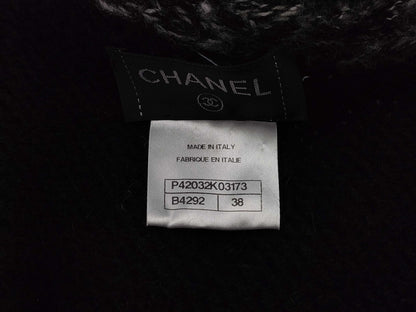 CHANEL
MADE IN ITALY
FABRIQUE EN ITALIE
P42032K03173
B4292 38